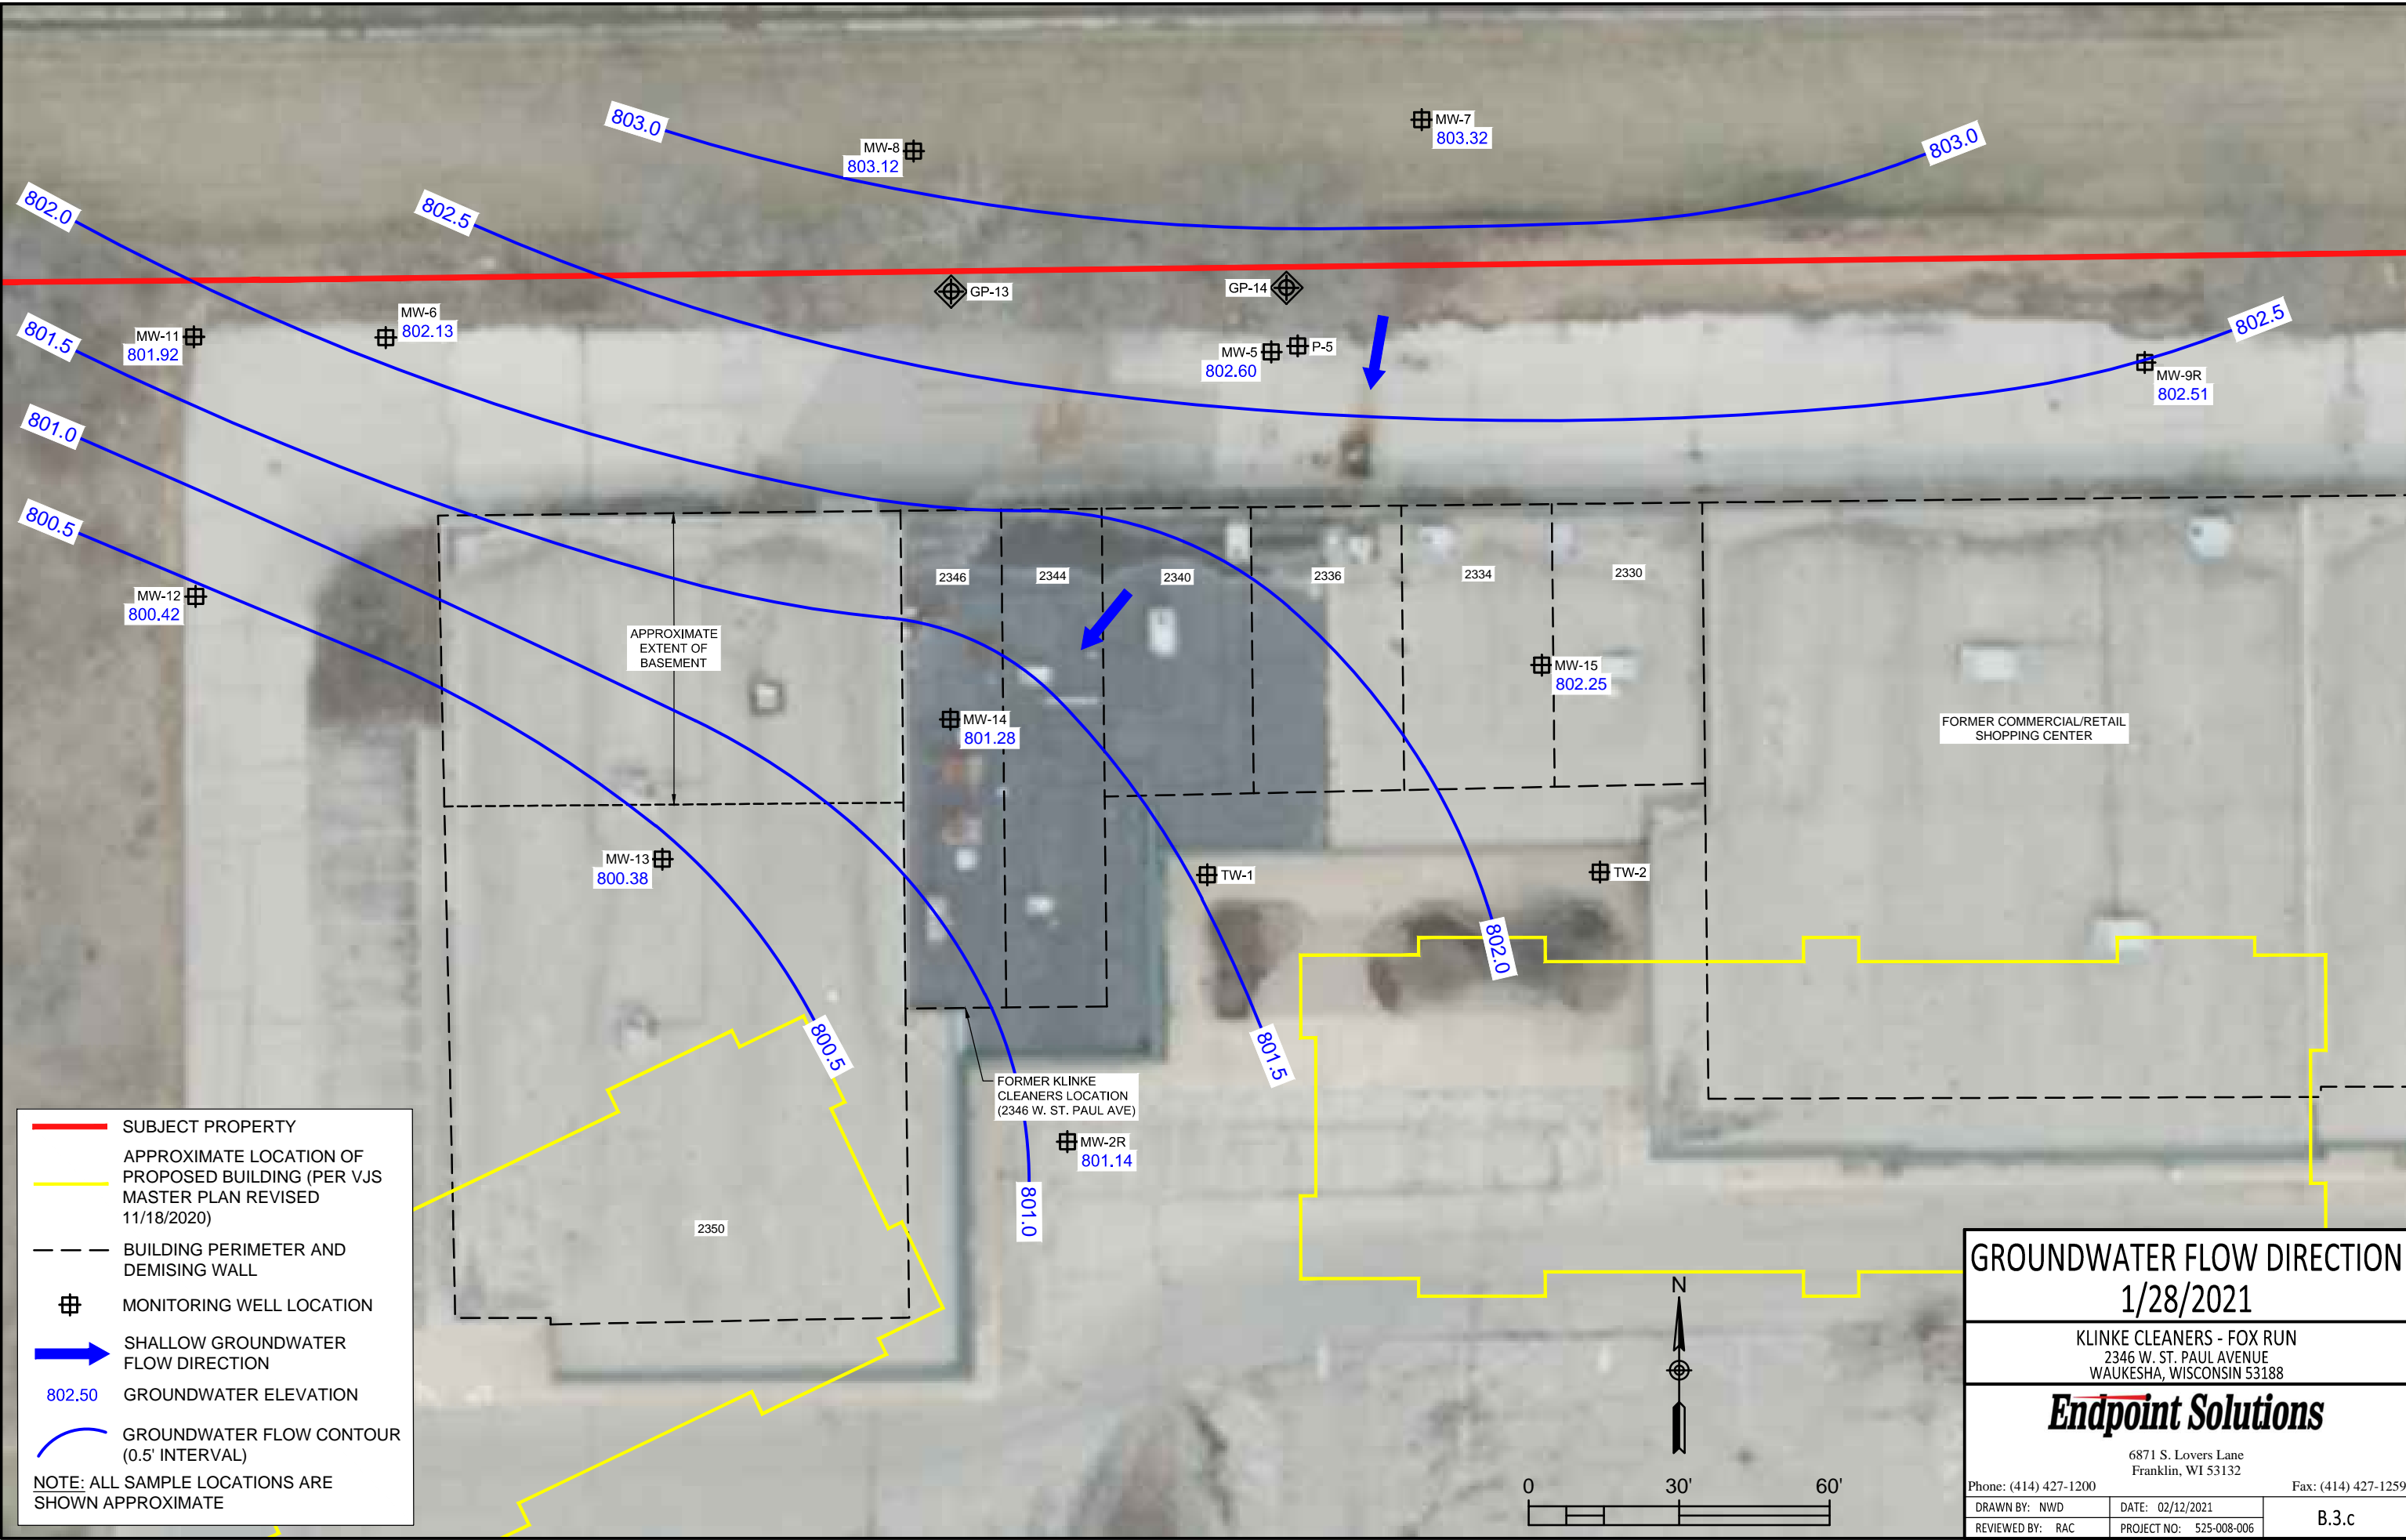 803.0
MW-7
803.32
MW-8
803.12
803.0
802.0
802.5
GP-13
GP-14
MW-6
802.13
MW-11
801.92
801.5
MW-5
802.60
P-5
802.5
MW-9R
802.51
801.0
800.5
MW-12
800.42
2346
2344
2340
2336
2334
2330
APPROXIMATE
EXTENT OF
BASEMENT
MW-15
802.25
MW-14
801.28
FORMER COMMERCIAL/RETAIL
SHOPPING CENTER
MW-13
800.38
TW-1
TW-2
802.0
800.5
801.5
FORMER KLINKE
CLEANERS LOCATION
(2346 W. ST. PAUL AVE)
MW-2R
801.14
801.0
2350
SUBJECT PROPERTY
APPROXIMATE LOCATION OF
PROPOSED BUILDING (PER VJS
MASTER PLAN REVISED
11/18/2020)
BUILDING PERIMETER AND
DEMISING WALL
MONITORING WELL LOCATION
SHALLOW GROUNDWATER
FLOW DIRECTION
802.50 GROUNDWATER ELEVATION
GROUNDWATER FLOW CONTOUR
(0.5' INTERVAL)
NOTE: ALL SAMPLE LOCATIONS ARE
SHOWN APPROXIMATE
N
0 30' 60'
GROUNDWATER FLOW DIRECTION
1/28/2021
KLINKE CLEANERS - FOX RUN
2346 W. ST. PAUL AVENUE
WAUKESHA, WISCONSIN 53188
Endpoint Solutions
6871 S. Lovers Lane
Franklin, WI 53132
Phone: (414) 427-1200 Fax: (414) 427-1259
DRAWN BY: NWD DATE: 02/12/2021
REVIEWED BY: RAC PROJECT NO: 525-008-006
B.3.c